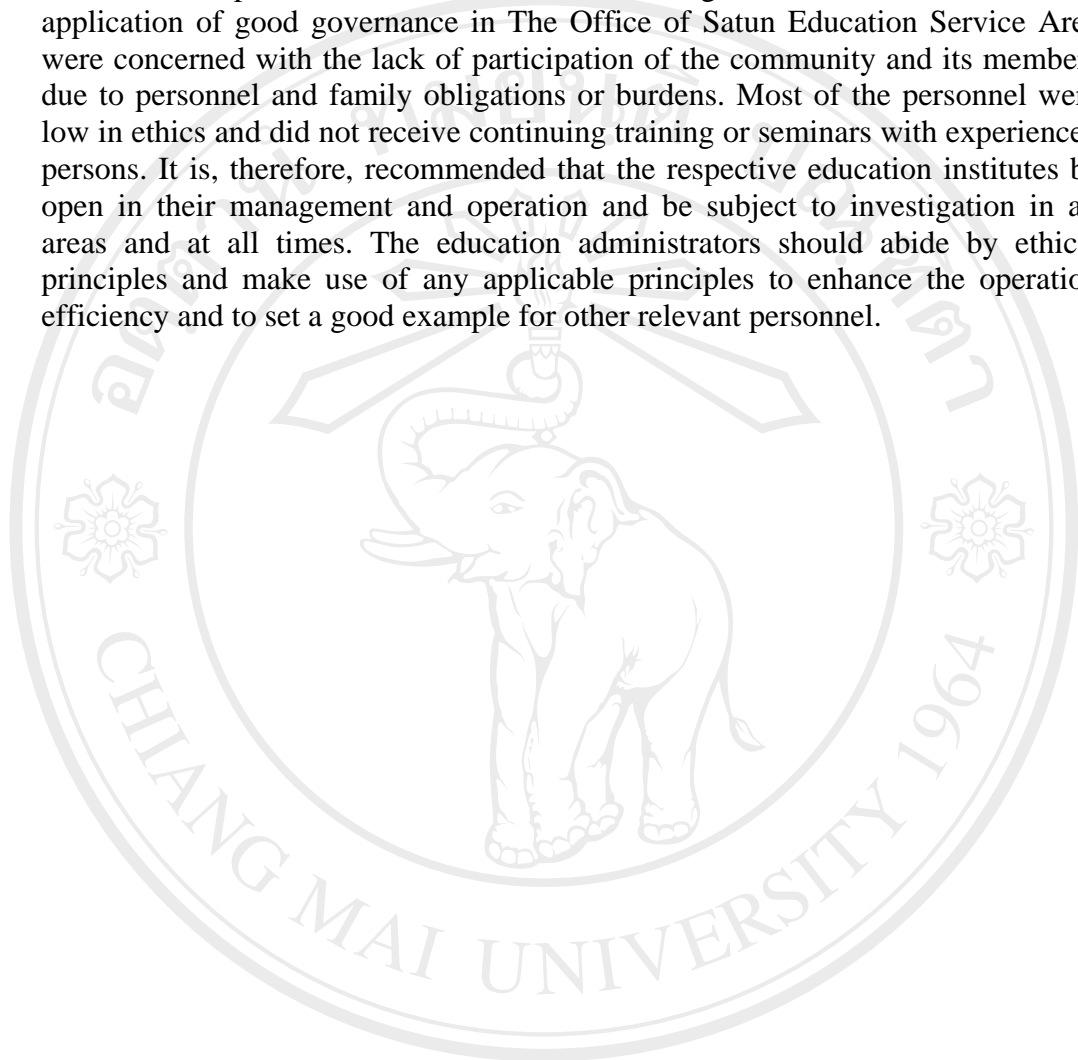 application of good governance in The Office of Satun Education Service Are
were concerned with the lack of participation of the community and its member
due to personnel and family obligations or burdens. Most of the personnel wer
low in ethics and did not receive continuing training or seminars with experience
persons. It is, therefore, recommended that the respective education institutes b
open in their management and operation and be subject to investigation in a
areas and at all times. The education administrators should abide by ethic
principles and make use of any applicable principles to enhance the operatio
efficiency and to set a good example for other relevant personnel.
CHIANG MAI UNIVERSITY 1964